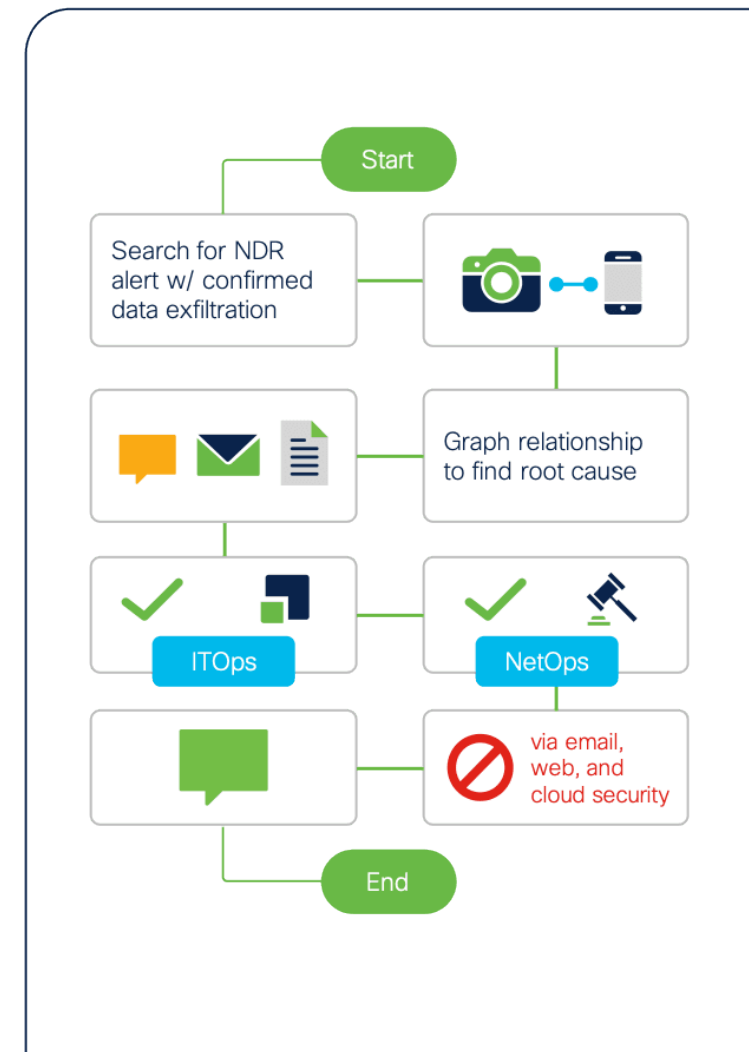 Start
Search for NDR
alert w/ confirmed
data exfiltration
Graph relationship
to find root cause
ITOps
NetOps
via email,
web, and
cloud security
End